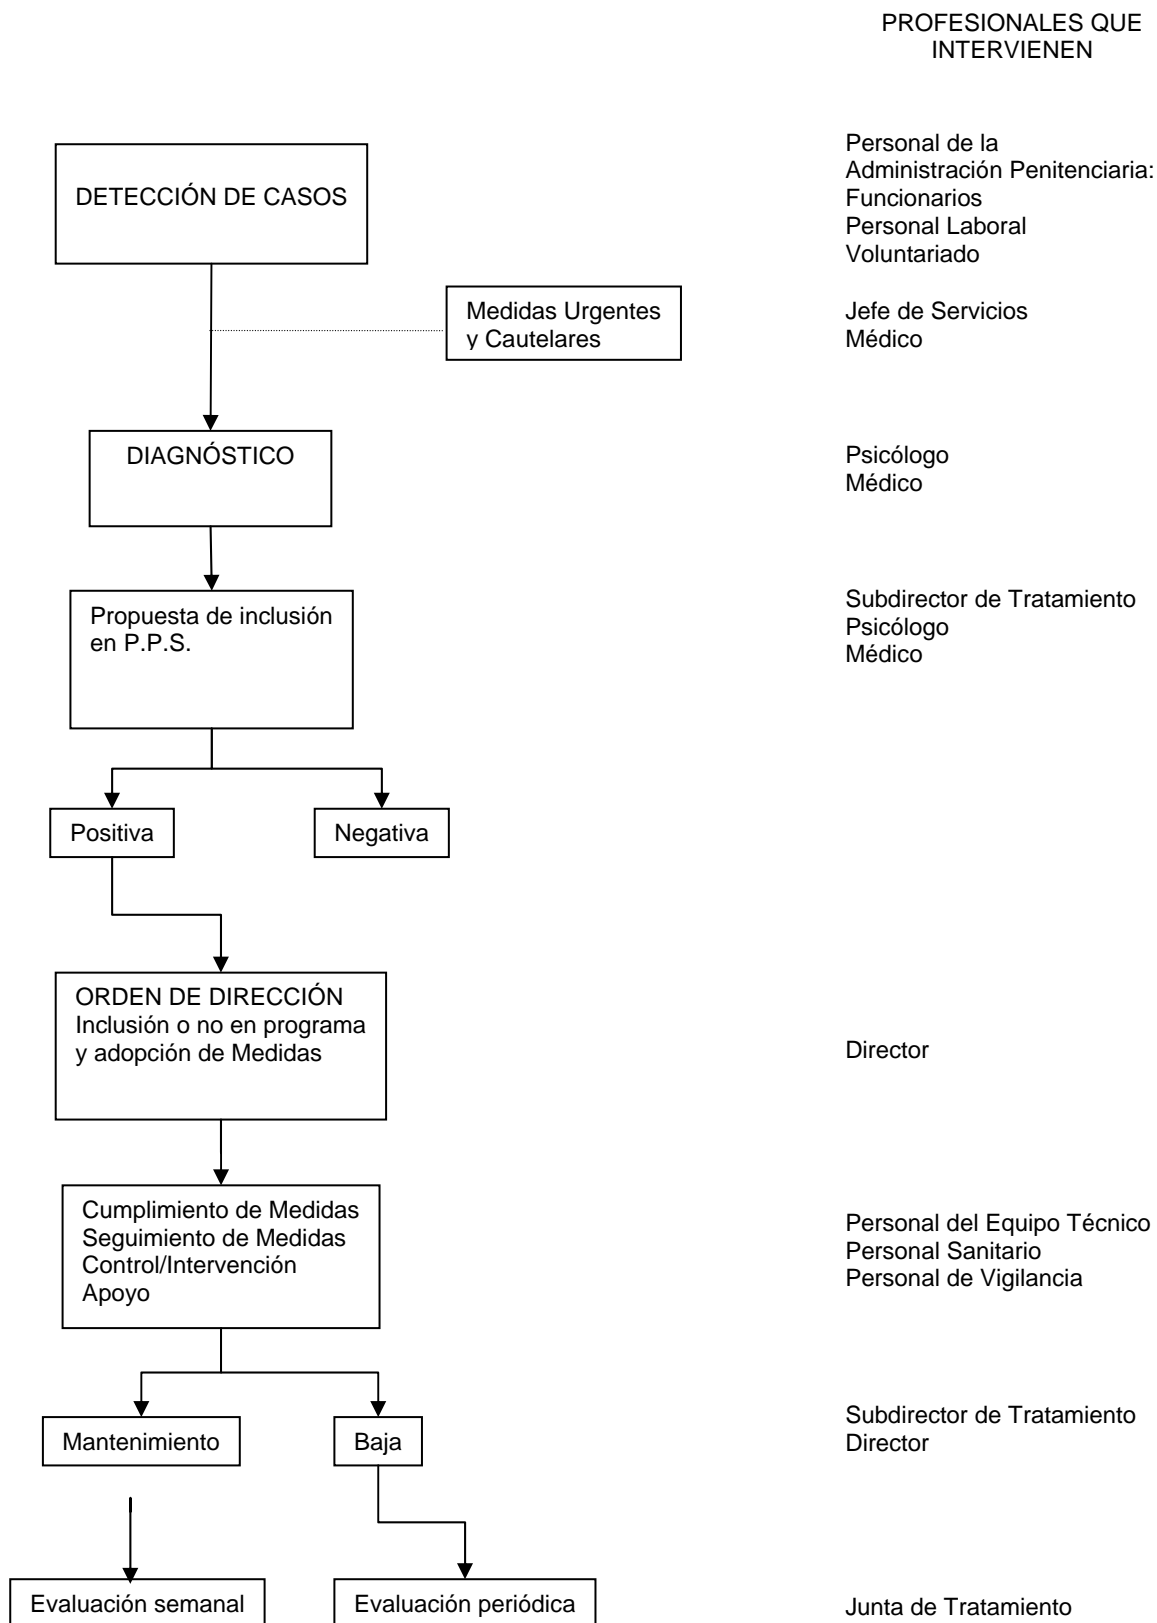 PROFESIONALES QUE
INTERVIENEN
DETECCIÓN DE CASOS
Personal de la
Administración Penitenciaria:
Funcionarios
Personal Laboral
Voluntariado
Medidas Urgentes
y Cautelares
Jefe de Servicios
Médico
DIAGNÓSTICO
Psicólogo
Médico
Propuesta de inclusión
en P.P.S.
Subdirector de Tratamiento
Psicólogo
Médico
Positiva
Negativa
ORDEN DE DIRECCIÓN
Inclusión o no en programa
y adopción de Medidas
Director
Cumplimiento de Medidas
Seguimiento de Medidas
Control/Intervención
Apoyo
Personal del Equipo Técnico
Personal Sanitario
Personal de Vigilancia
Mantenimiento
Baja
Subdirector de Tratamiento
Director
Evaluación semanal
Evaluación periódica
Junta de Tratamiento